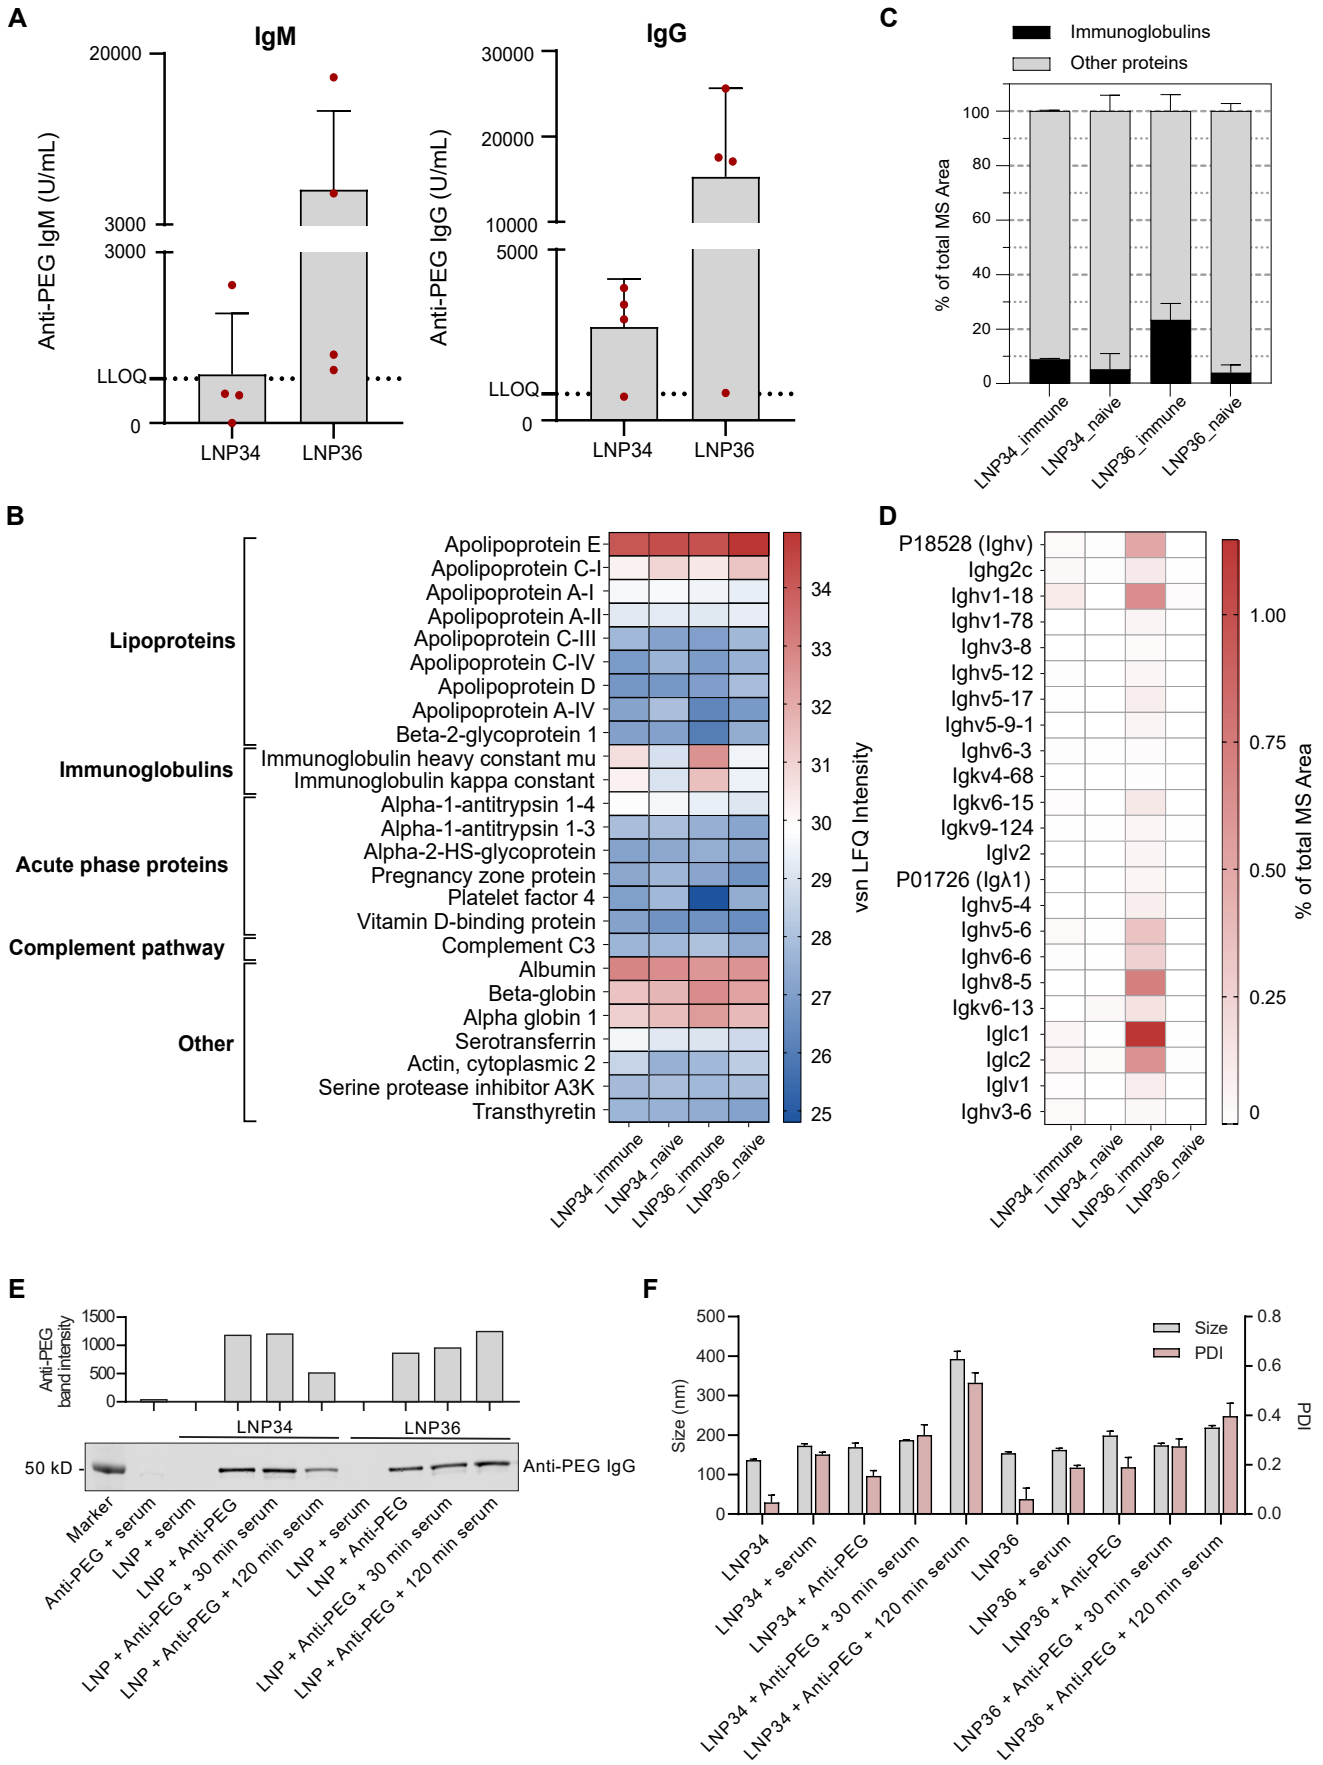 A
IgM
20000
3000
3000
LLOQ
0
Anti-PEG IgM (U/mL)
LNP34
LNP36
IgG
30000
20000
10000
5000
LLOQ
0
Anti-PEG IgG (U/mL)
LNP34
LNP36
C
Immunoglobulins
Other proteins
100
80
60
40
20
0
% of total MS Area
LNP34_immune
LNP34_naive
LNP36_immune
LNP36_naive
B
Lipoproteins
Immunoglobulins
Acute phase proteins
Complement pathway
Other
Apolipoprotein E
Apolipoprotein C-I
Apolipoprotein A-I
Apolipoprotein A-II
Apolipoprotein C-III
Apolipoprotein C-IV
Apolipoprotein D
Apolipoprotein A-IV
Beta-2-glycoprotein 1
Immunoglobulin heavy constant mu
Immunoglobulin kappa constant
Alpha-1-antitrypsin 1-4
Alpha-1-antitrypsin 1-3
Alpha-2-HS-glycoprotein
Pregnancy zone protein
Platelet factor 4
Vitamin D-binding protein
Complement C3
Albumin
Beta-globin
Alpha globin 1
Serotransferrin
Actin, cytoplasmic 2
Serine protease inhibitor A3K
Transthyretin
LNP34_immune
LNP34_naive
LNP36_immune
LNP36_naive
34
33
32
31
30
29
28
27
26
25
vsn LFQ Intensity
D
P18528 (Ighv)
Ighg2c
Ighv1-18
Ighv1-78
Ighv3-8
Ighv5-12
Ighv5-17
Ighv5-9-1
Ighv6-3
Igkv4-68
Igkv6-15
Igkv9-124
Iglv2
P01726 (Igλ1)
Ighv5-4
Ighv5-6
Ighv6-6
Ighv8-5
Igkv6-13
Iglc1
Iglc2
Iglv1
Ighv3-6
LNP34_immune
LNP34_naive
LNP36_immune
LNP36_naive
1.00
0.75
0.50
0.25
0
% of total MS Area
E
Anti-PEG
band intensity
1500
1000
500
0
LNP34
LNP36
50 kD
Anti-PEG IgG
Marker
Anti-PEG + serum
LNP + serum
LNP + Anti-PEG
LNP + Anti-PEG + 30 min serum
LNP + Anti-PEG + 120 min serum
LNP + serum
LNP + Anti-PEG
LNP + Anti-PEG + 30 min serum
LNP + Anti-PEG + 120 min serum
F
Size (nm)
500
400
300
200
100
0
Size
PDI
0.8
0.6
0.4
0.2
0.0
PDI
LNP34
LNP34 + serum
LNP34 + Anti-PEG
LNP34 + Anti-PEG + 30 min serum
LNP34 + Anti-PEG + 120 min serum
LNP36
LNP36 + serum
LNP36 + Anti-PEG
LNP36 + Anti-PEG + 30 min serum
LNP36 + Anti-PEG + 120 min serum